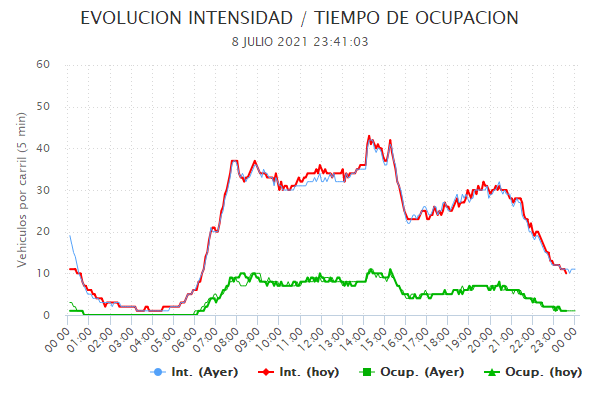 EVOLUCION INTENSIDAD / TIEMPO DE OCUPACION
8 JULIO 2021 23:41:03
Vehiculos por carril (5 min)
60
50
40
30
20
10
0
00:00 01:00 02:00 03:00 04:00 05:00 06:00 07:00 08:00 09:00 10:00 11:00 12:00 13:00 14:00 15:00 16:00 17:00 18:00 19:00 20:00 21:00 22:00 23:00 00:00
Int. (Ayer) Int. (hoy) Ocup. (Ayer) Ocup. (hoy)